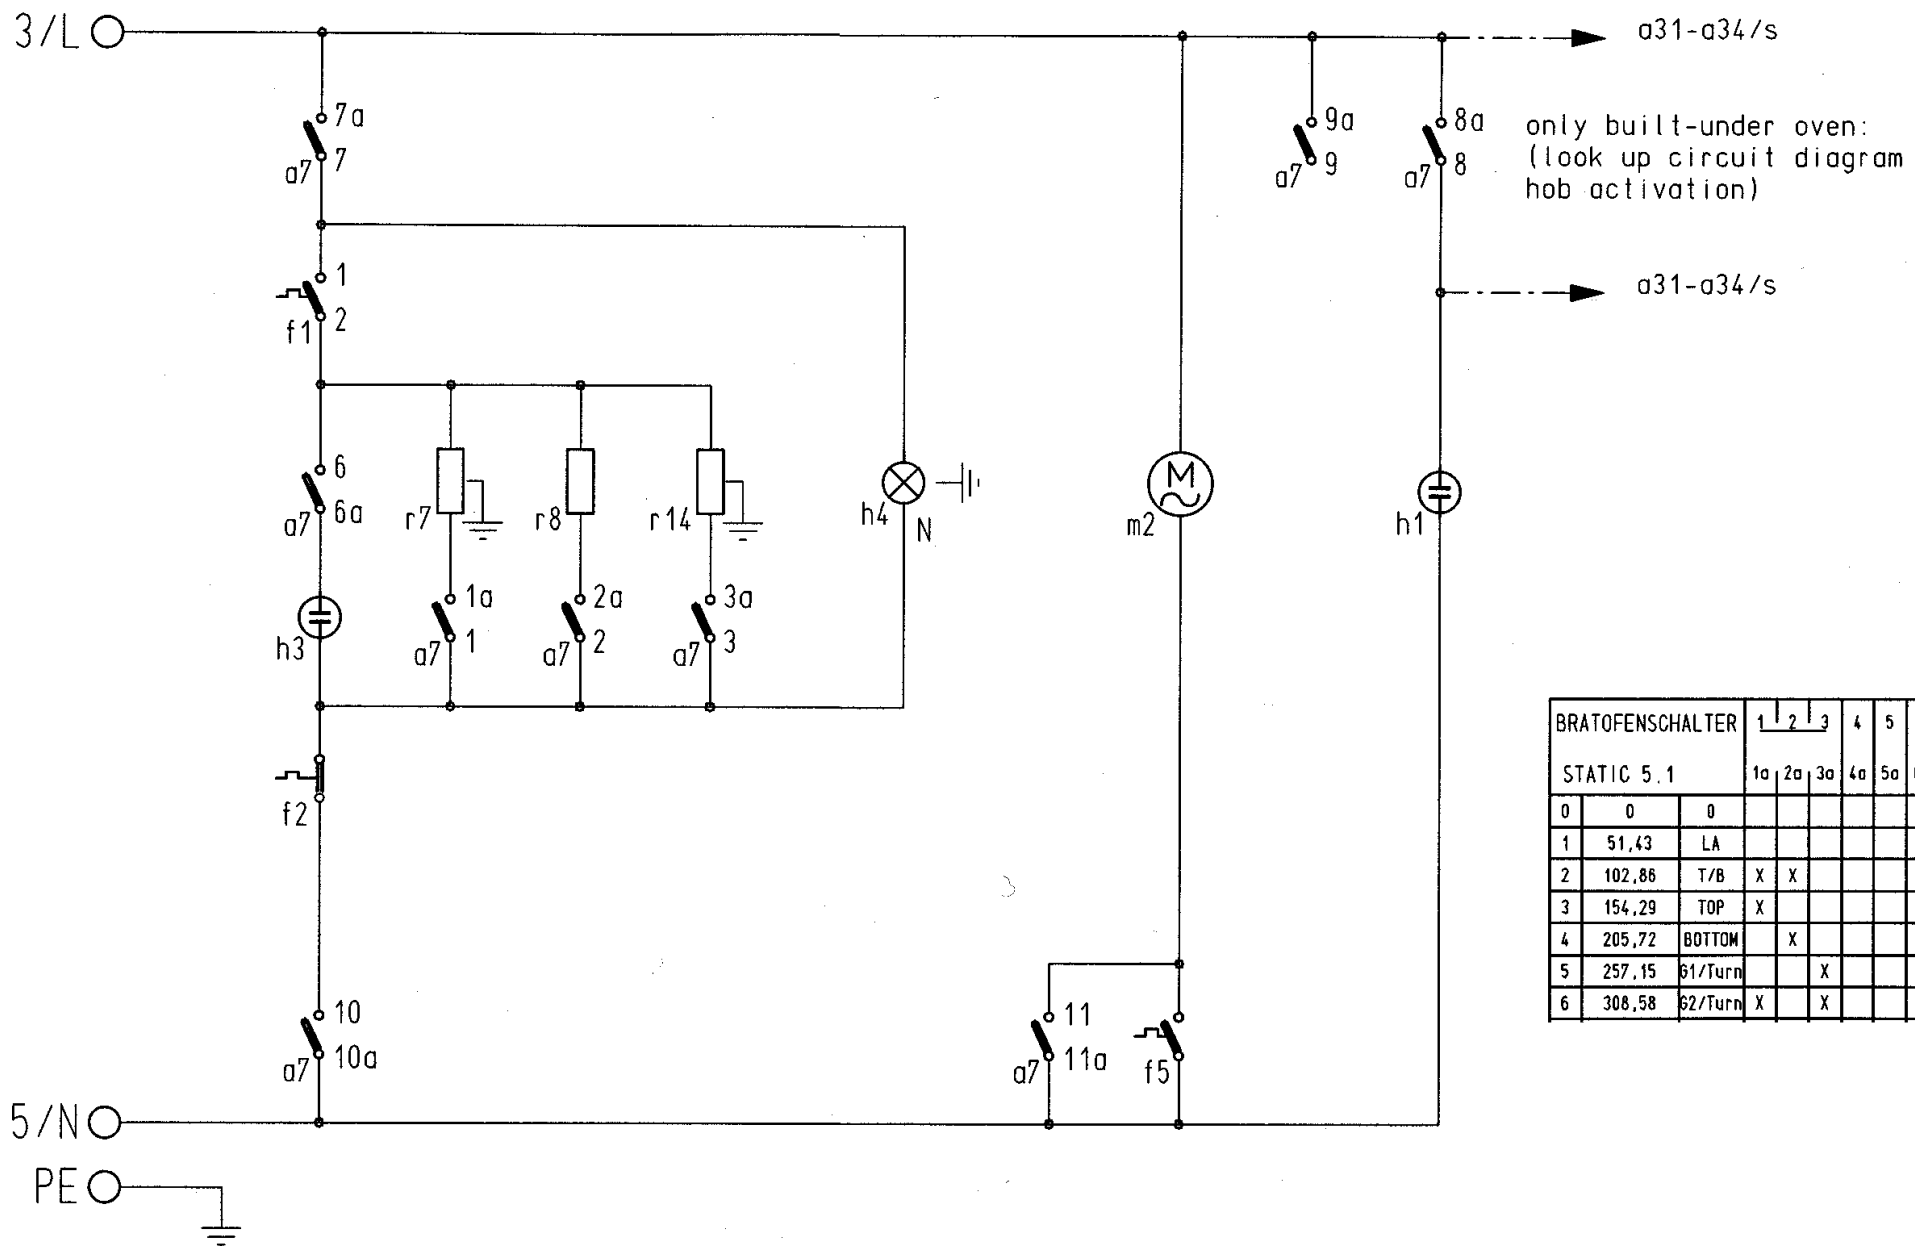 3/L
a31-a34/s
7a
7
a7
9a
9
a7
8a
8
a7
only built-under oven:
(look up circuit diagram
hob activation)
1
2
f1
a31-a34/s
6
6a
a7
r7
r8
r14
h4
N
m2
M
h1
h3
1a
1
a7
2a
2
a7
3a
3
a7
f2
BRATOFENSCHALTER 1 2 3 4 5
STATIC 5.1 1a 2a 3a 4a 5a
0 0 0
1 51,43 LA
2 102,86 T/B X X
3 154,29 TOP X
4 205,72 BOTTOM X
5 257,15 G1/Turn X
6 308,58 G2/Turn X X
10
10a
a7
11
11a
a7
f5
5/N
PE